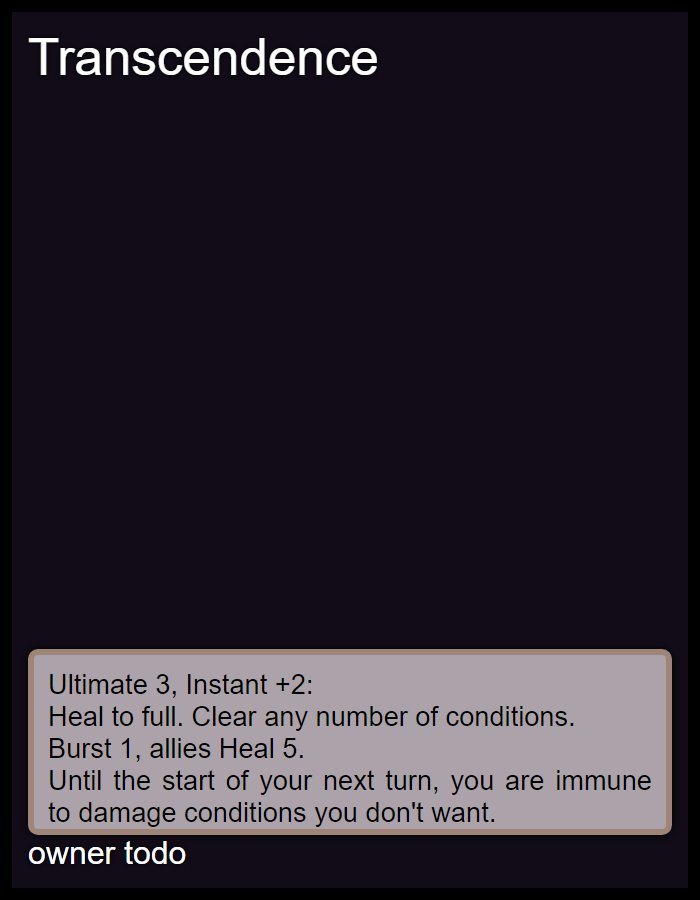 Transcendence
Ultimate 3, Instant +2:
Heal to full. Clear any number of conditions.
Burst 1, allies Heal 5.
Until the start of your next turn, you are immune
to damage conditions you don't want.
owner todo